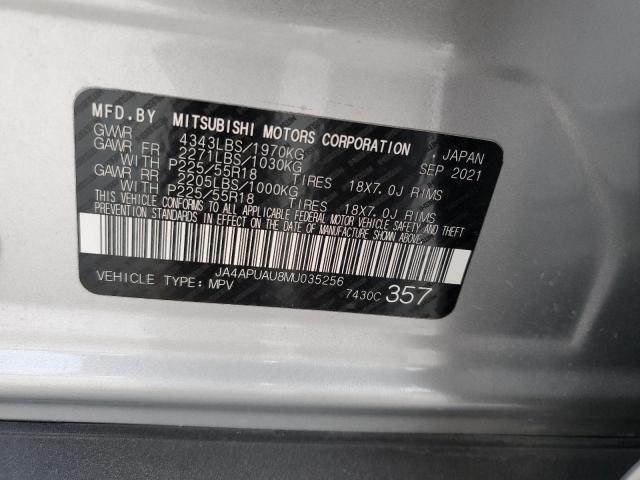 MFD.BY MITSUBISHI MOTORS CORPORATION , JAPAN
GVWR 4343LBS/1970KG SEP 2021
GAWR FR 2271LBS/1030KG
WITH P225/55R18 TIRES 18X7.0J RIMS
GAWR RR 2205LBS/1000KG
WITH P225/55R18 TIRES 18X7.0J RIMS
THIS VEHICLE CONFORMS TO ALL APPLICABLE FEDERAL MOTOR VEHICLE SAFETY AND THEFT
PREVENTION STANDARDS IN EFFECT ON THE DATE OF MANUFACTURE SHOWN ABOVE.
JA4APUAU8MU035256
VEHICLE TYPE:MPV 7430C 357